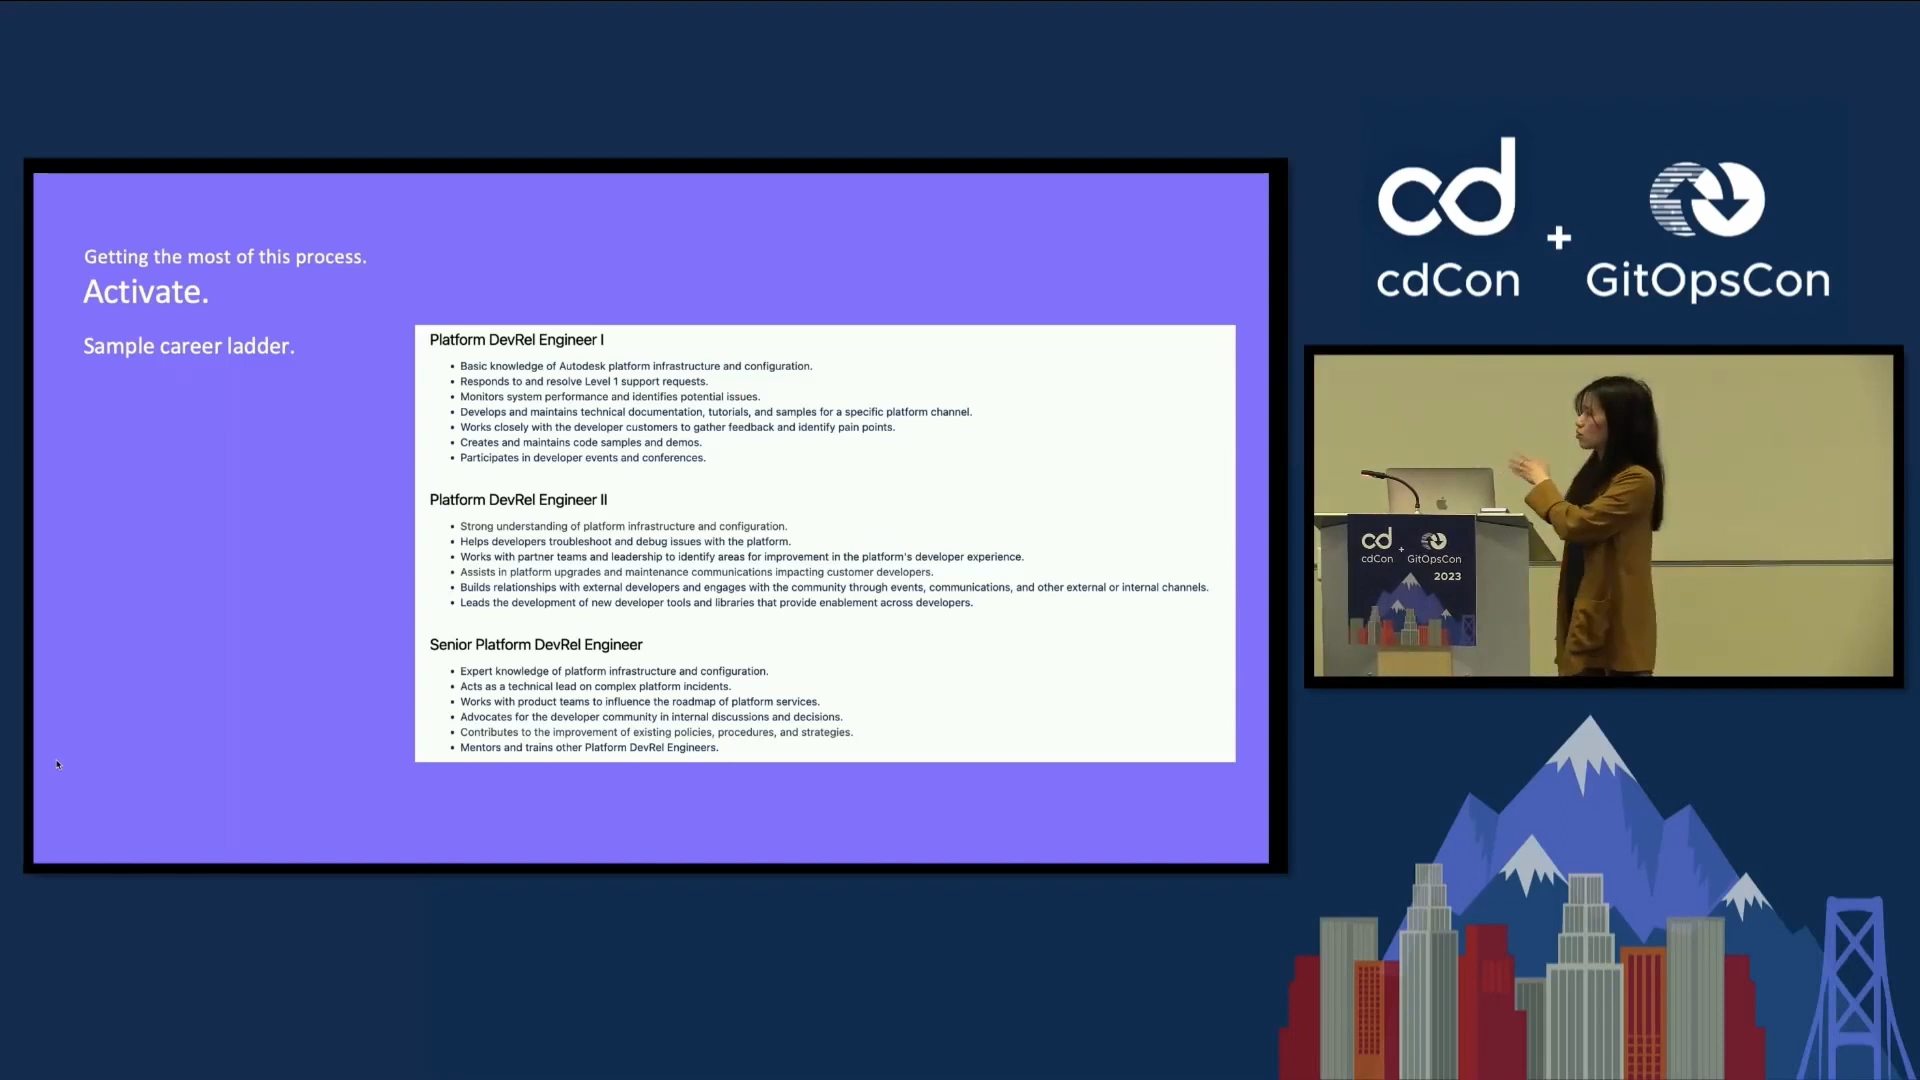 Getting the most of this process.
Activate.
Sample career ladder.
Platform DevRel Engineer I
• Basic knowledge of Autodesk platform infrastructure and configuration.
• Responds to and resolve Level 1 support requests.
• Monitors system performance and identifies potential issues.
• Develops and maintains technical documentation, tutorials, and samples for a specific platform channel.
• Works closely with the developer customers to gather feedback and identify pain points.
• Creates and maintains code samples and demos.
• Participates in developer events and conferences.
Platform DevRel Engineer II
• Strong understanding of platform infrastructure and configuration.
• Helps developers troubleshoot and debug issues with the platform.
• Works with partner teams and leadership to identify areas for improvement in the platform's developer experience.
• Assists in platform upgrades and maintenance communications impacting customer developers.
• Builds relationships with external developers and engages with the community through events, communications, and other external or internal channels.
• Leads the development of new developer tools and libraries that provide enablement across developers.
Senior Platform DevRel Engineer
• Expert knowledge of platform infrastructure and configuration.
• Acts as a technical lead on complex platform incidents.
• Works with product teams to influence the roadmap of platform services.
• Advocates for the developer community in internal discussions and decisions.
• Contributes to the improvement of existing policies, procedures, and strategies.
• Mentors and trains other Platform DevRel Engineers.
cd
+
cdCon GitOpsCon
cd
+
cdCon GitOpsCon
2023